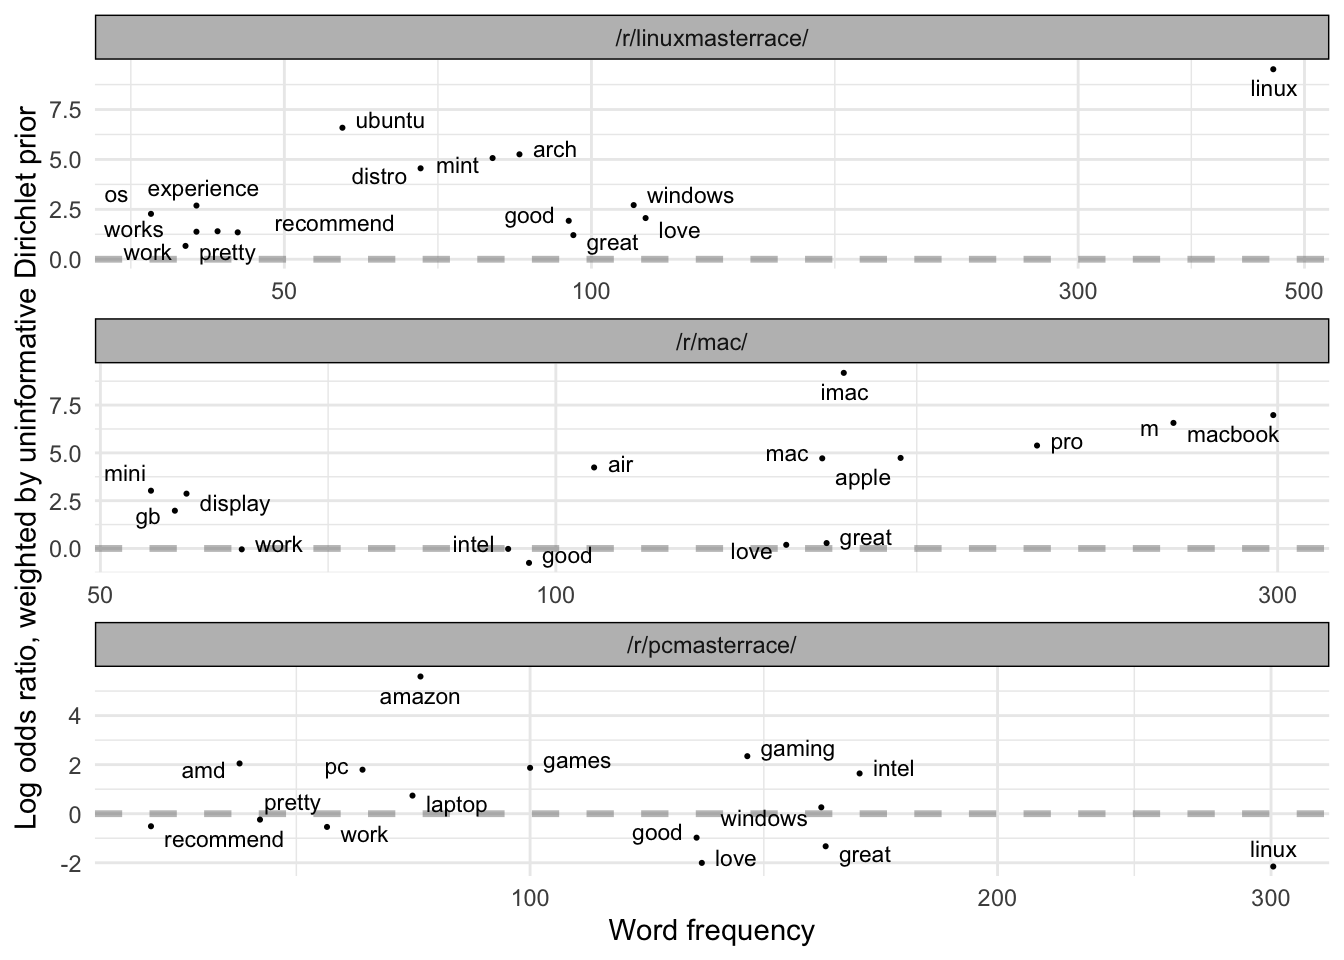 Log odds ratio, weighted by uninformative Dirichlet prior
/r/linuxmasterrace/
linux
7.5
ubuntu
5.0
arch
mint
distro
experience
os
windows
2.5
good
recommend
works
love
great
work
pretty
0.0
50
100
300
500
/r/mac/
imac
7.5
m
macbook
pro
5.0
mac
air
apple
mini
2.5
display
gb
0.0
work
intel
good
love
great
50
100
300
/r/pcmasterrace/
amazon
4
gaming
2
amd
pc
games
intel
pretty
laptop
0
windows
recommend
work
good
linux
great
love
-2
100
200
300
Word frequency